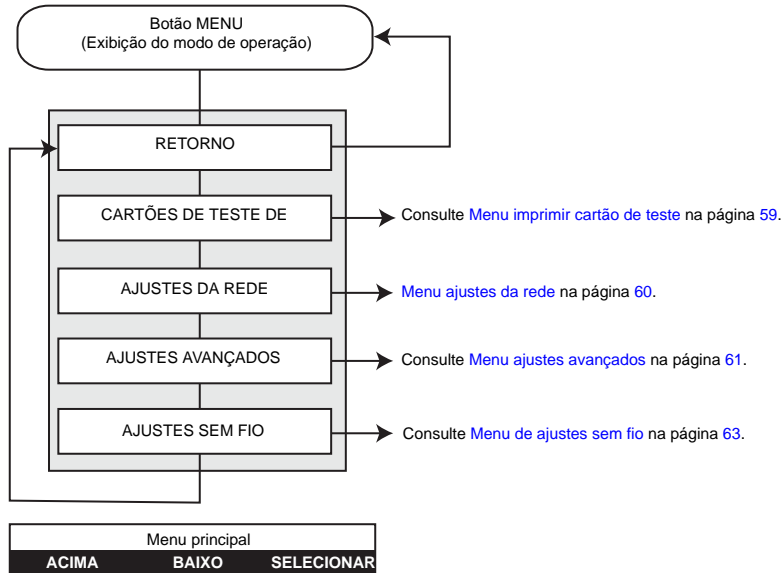 Botão MENU
(Exibição do modo de operação)
RETORNO
CARTÕES DE TESTE DE
Consulte Menu imprimir cartão de teste na página 59.
AJUSTES DA REDE
Menu ajustes da rede na página 60.
AJUSTES AVANÇADOS
Consulte Menu ajustes avançados na página 61.
AJUSTES SEM FIO
Consulte Menu de ajustes sem fio na página 63.
Menu principal
ACIMA BAIXO SELECIONAR